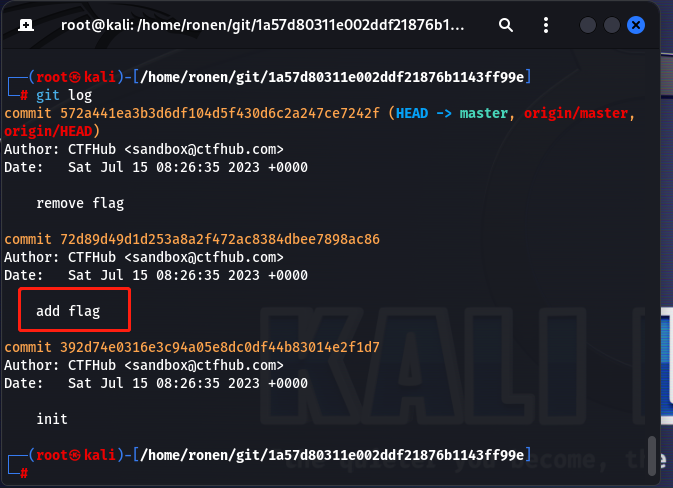 root@kali: /home/ronen/git/1a57d80311e002ddf21876b1...
┌──(root㉿kali)-[/home/ronen/git/1a57d80311e002ddf21876b1143ff99e]
└─# git log
commit 572a441ea3b3d6df104d5f430d6c2a247ce7242f (HEAD -> master, origin/master,
origin/HEAD)
Author: CTFHub <sandbox@ctfhub.com>
Date:   Sat Jul 15 08:26:35 2023 +0000
    remove flag
commit 72d89d49d1d253a8a2f472ac8384dbee7898ac86
Author: CTFHub <sandbox@ctfhub.com>
Date:   Sat Jul 15 08:26:35 2023 +0000
    add flag
commit 392d74e0316e3c94a05e8dc0df44b83014e2f1d7
Author: CTFHub <sandbox@ctfhub.com>
Date:   Sat Jul 15 08:26:35 2023 +0000
    init
┌──(root㉿kali)-[/home/ronen/git/1a57d80311e002ddf21876b1143ff99e]
└─#
KALI
the quieter you become, the